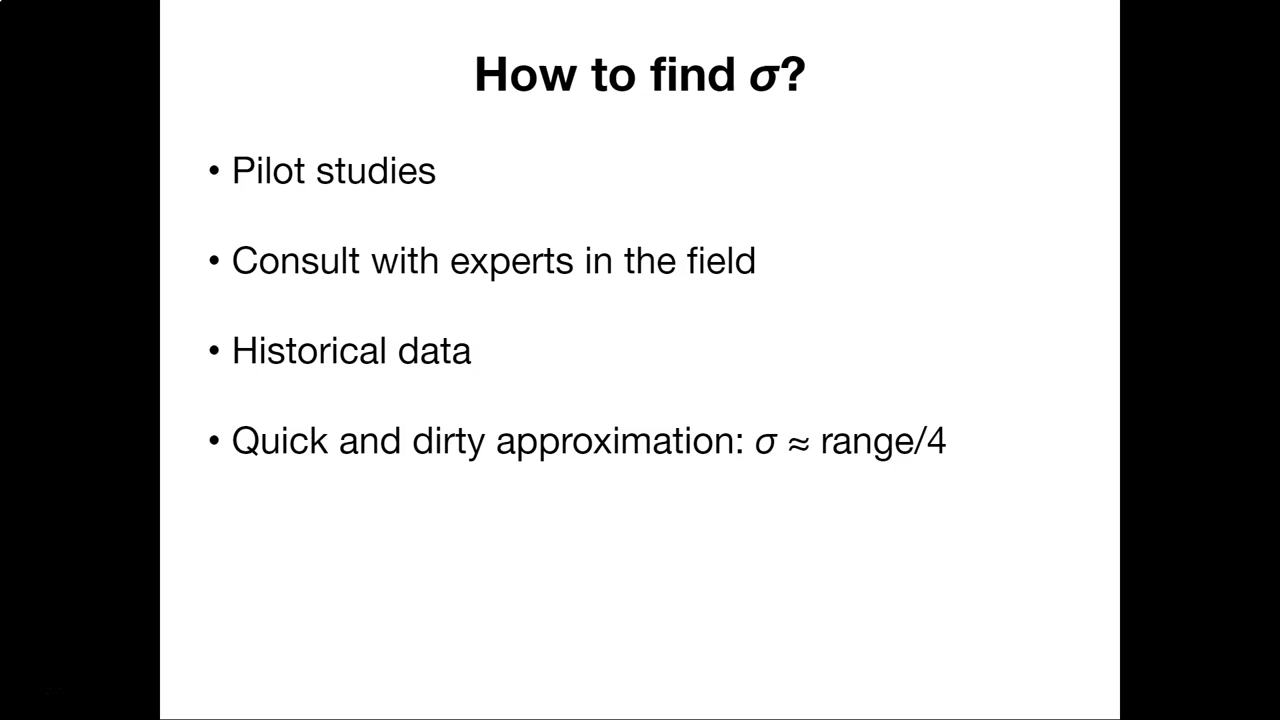 How to find σ?
• Pilot studies
• Consult with experts in the field
• Historical data
• Quick and dirty approximation: σ ≈ range/4